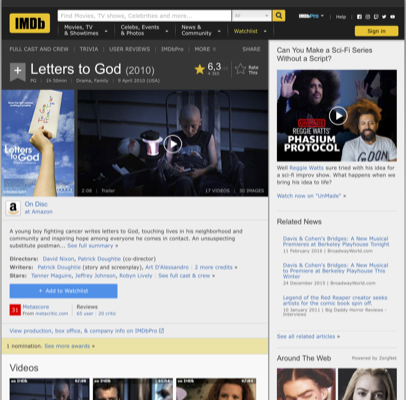 IMDb
Find Movies, TV shows, Celebrities and more...
All
IMDbPro
Help
Movies, TV & Showtimes
Celebs, Events & Photos
News & Community
Watchlist
Sign in
FULL CAST AND CREW | TRIVIA | USER REVIEWS | IMDbPro | MORE
SHARE
Letters to God (2010)
6,3
Rate This
PG | 1h 50min | Drama, Family | 9 April 2010 (USA)
Letters to God
2:08 | Trailer
17 VIDEOS | 30 IMAGES
On Disc
at Amazon
A young boy fighting cancer writes letters to God, touching lives in his neighborhood and
community and inspiring hope among everyone he comes in contact. An unsuspecting
substitute postman... See full summary »
Directors: David Nixon, Patrick Doughtie (co-director)
Writers: Patrick Doughtie (story and screenplay), Art D'Alessandro | 2 more credits »
Stars: Tanner Maguire, Jeffrey Johnson, Robyn Lively | See full cast & crew »
+ Add to Watchlist
31
Metascore
From metacritic.com
Reviews
65 user | 20 critic
View production, box office, & company info on IMDbPro
1 nomination. See more awards »
Videos
Can You Make a Sci-Fi Series
Without a Script?
REGGIE WATTS'
PHASIUM
PROTOCOL
Well Reggie Watts sure tried with his idea for
a sci-fi improv show. What happens when we
bring his idea to life?
Watch now on "UnMade" »
Related News
Davis & Cohen's Bridges: A New Musical
Premieres at Berkeley Playhouse Tonight
11 February 2016 | BroadwayWorld.com
Davis & Cohen's Bridges: A New Musical
to Premiere at Berkeley Playhouse This
Winter
24 December 2015 | BroadwayWorld.com
Legend of the Red Reaper creator seeks
artists for the comic book spin off.
10 January 2011 | Big Daddy Horror Reviews -
Interviews
See all related articles »
Around The Web
Powered by ZergNet